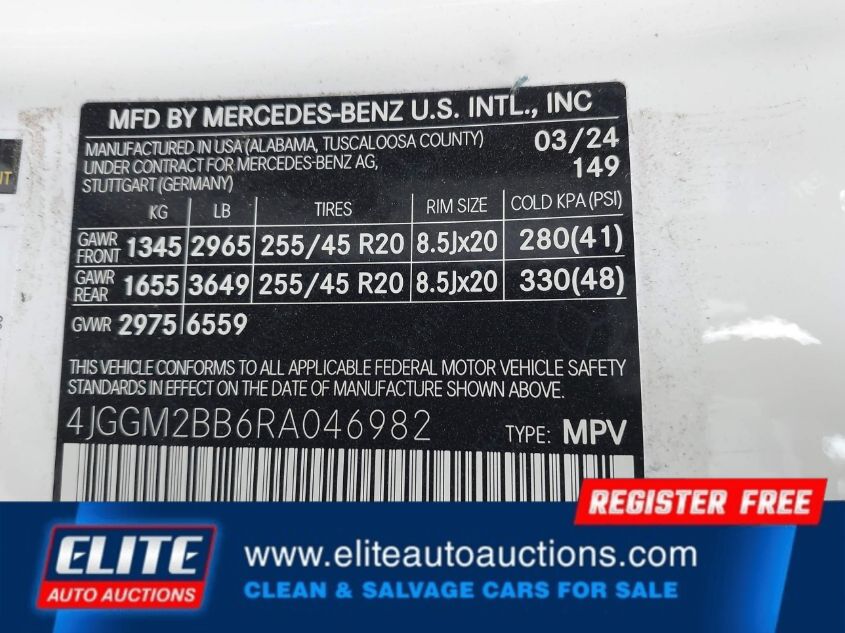 MFD BY MERCEDES-BENZ U.S. INTL., INC
MANUFACTURED IN USA (ALABAMA, TUSCALOOSA COUNTY) 03/24
UNDER CONTRACT FOR MERCEDES-BENZ AG, 149
STUTTGART (GERMANY)
KG LB TIRES RIM SIZE COLD KPA (PSI)
GAWR FRONT 1345 2965 255/45 R20 8.5Jx20 280(41)
GAWR REAR 1655 3649 255/45 R20 8.5Jx20 330(48)
GVWR 2975 6559
THIS VEHICLE CONFORMS TO ALL APPLICABLE FEDERAL MOTOR VEHICLE SAFETY
STANDARDS IN EFFECT ON THE DATE OF MANUFACTURE SHOWN ABOVE.
4JGGM2BB6RA046982 TYPE: MPV
REGISTER FREE
ELITE
AUTO AUCTIONS
www.eliteautoauctions.com
CLEAN & SALVAGE CARS FOR SALE